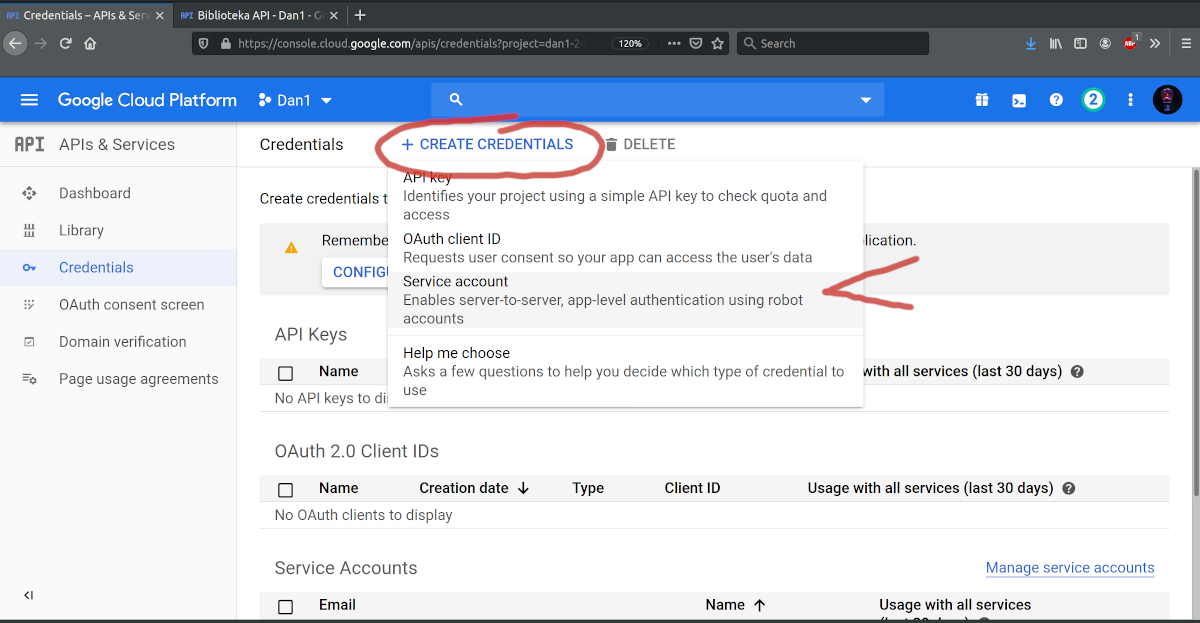 API Credentials – APIs & Serv
API Biblioteka API - Dan1 - G
https://console.cloud.google.com/apis/credentials?project=dan1-24
120%
Search
ABP
1
Google Cloud Platform
Dan1
2
API APIs & Services
Credentials
+ CREATE CREDENTIALS
DELETE
Dashboard
Library
Credentials
OAuth consent screen
Domain verification
Page usage agreements
Create credentials t
API key
Identifies your project using a simple API key to check quota and
access
Remembe
lication.
OAuth client ID
Requests user consent so your app can access the user's data
CONFIGU
Service account
Enables server-to-server, app-level authentication using robot
accounts
Help me choose
Asks a few questions to help you decide which type of credential to
use
API Keys
Name
with all services (last 30 days)
No API keys to di
OAuth 2.0 Client IDs
Name Creation date Type Client ID Usage with all services (last 30 days)
No OAuth clients to display
Service Accounts
Manage service accounts
Email Name Usage with all services